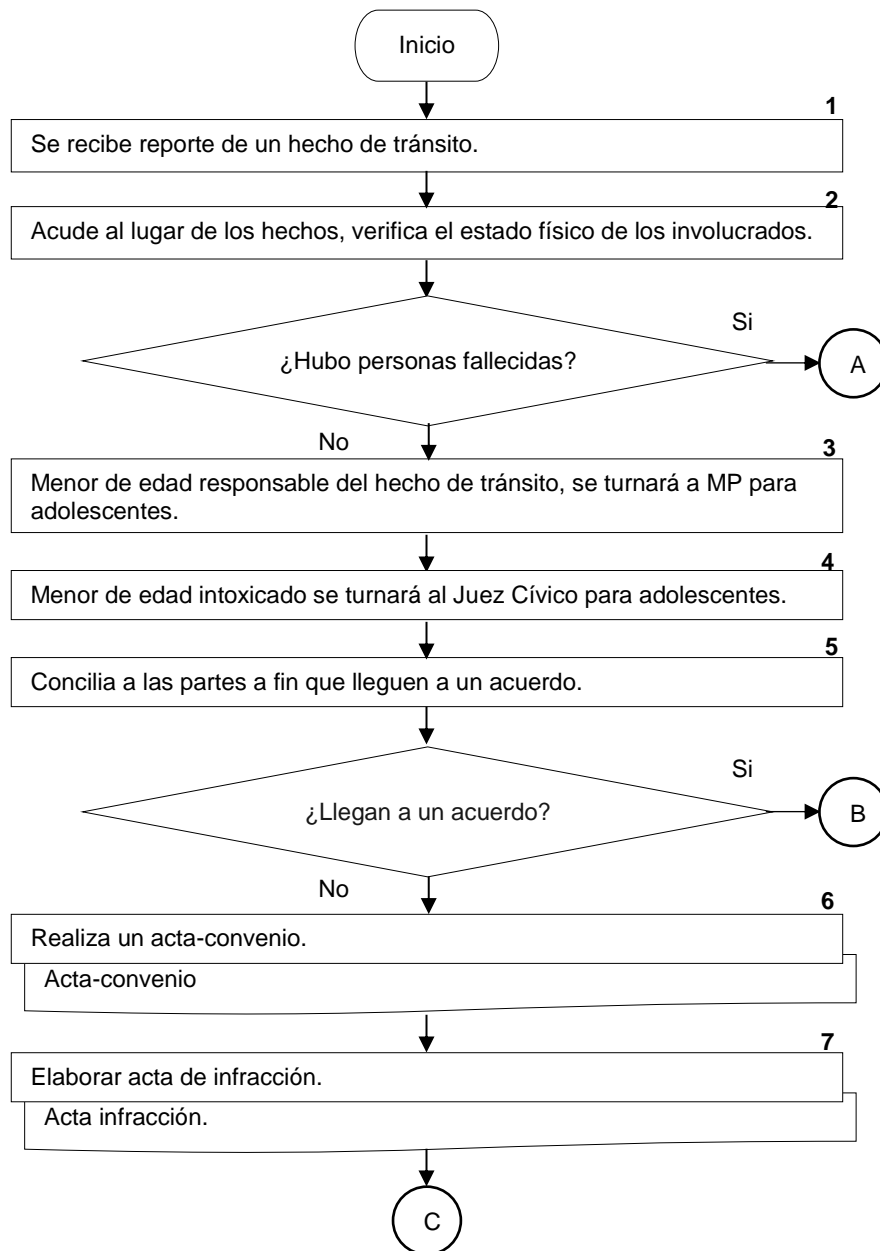 Inicio
1
Se recibe reporte de un hecho de tránsito.
2
Acude al lugar de los hechos, verifica el estado físico de los involucrados.
Si
¿Hubo personas fallecidas?
A
No
3
Menor de edad responsable del hecho de tránsito, se turnará a MP para
adolescentes.
4
Menor de edad intoxicado se turnará al Juez Cívico para adolescentes.
5
Concilia a las partes a fin que lleguen a un acuerdo.
Si
¿Llegan a un acuerdo?
B
No
6
Realiza un acta-convenio.
Acta-convenio
7
Elaborar acta de infracción.
Acta infracción.
C